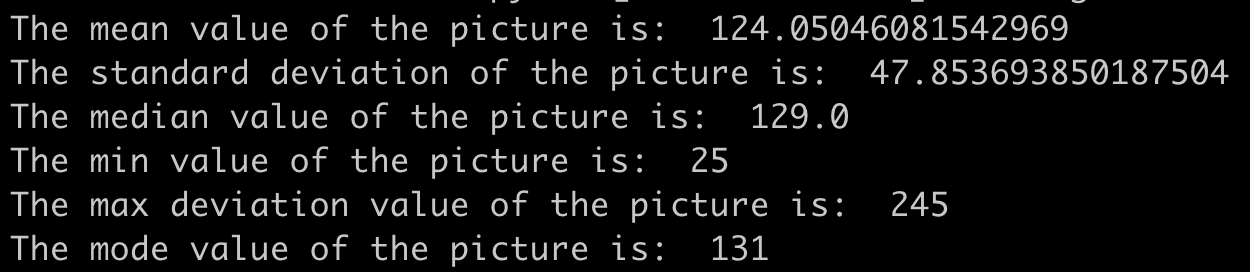 The mean value of the picture is:  124.05046081542969
The standard deviation of the picture is:  47.853693850187504
The median value of the picture is:  129.0
The min value of the picture is:  25
The max deviation value of the picture is:  245
The mode value of the picture is:  131